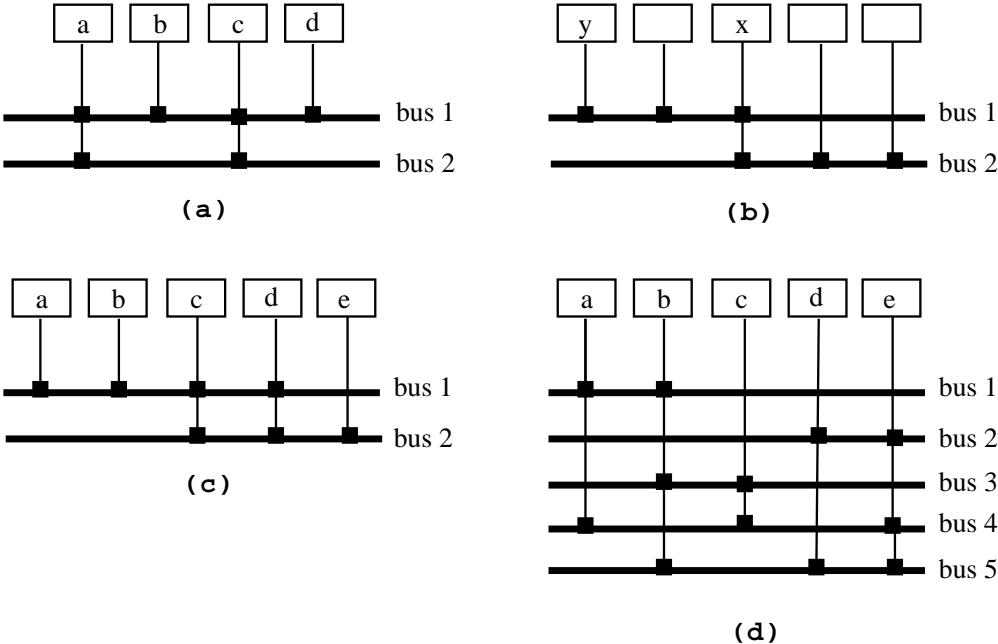 a b c d
bus 1
bus 2
(a)
y x
bus 1
bus 2
(b)
a b c d e
bus 1
bus 2
(c)
a b c d e
bus 1
bus 2
bus 3
bus 4
bus 5
(d)